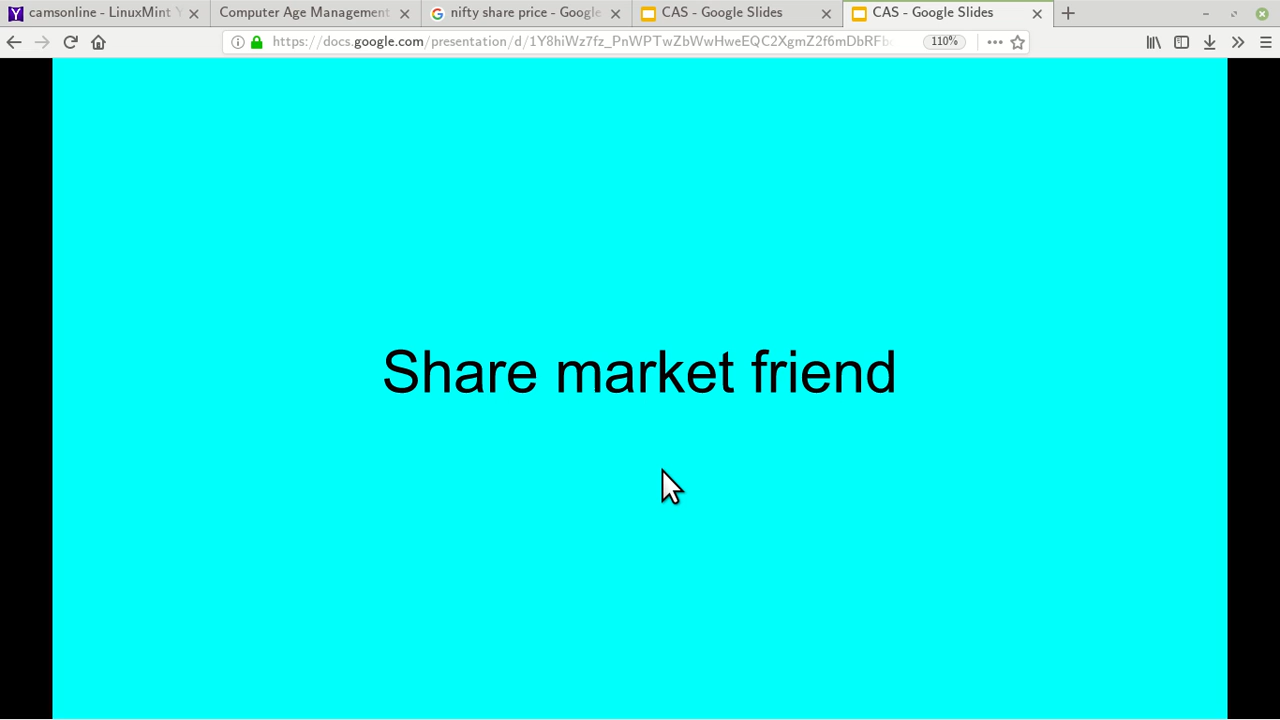 camsonline - LinuxMint Y
Computer Age Management
nifty share price - Google
CAS - Google Slides
CAS - Google Slides
https://docs.google.com/presentation/d/1Y8hiWz7fz_PnWPTwZbWwHweEQC2XgmZ2f6mDbRFb
110%
Share market friend